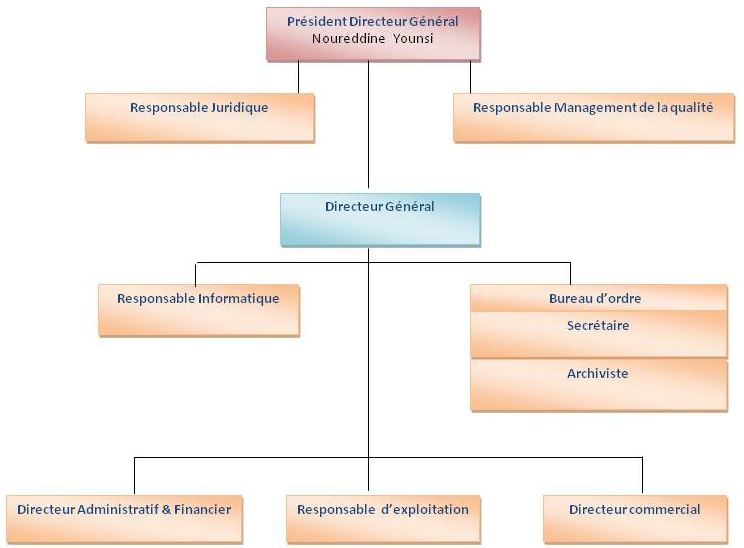 Président Directeur Général
Noureddine Younsi
Responsable Juridique
Responsable Management de la qualité
Directeur Général
Responsable Informatique
Bureau d’ordre
Secrétaire
Archiviste
Directeur Administratif & Financier
Responsable d’exploitation
Directeur commercial